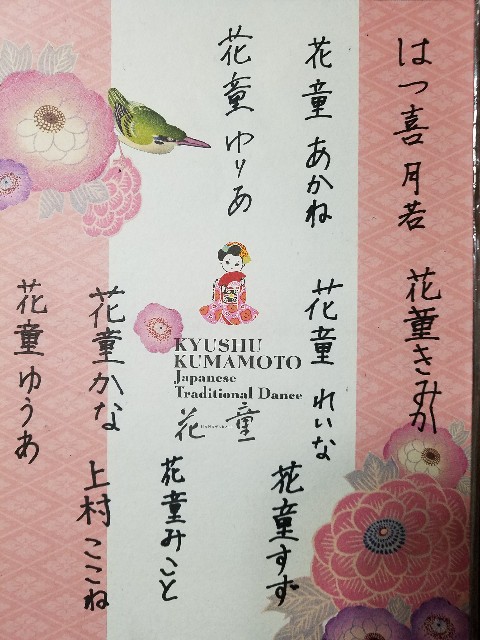 はつ喜 月若
花童 きみか
花童 あかね
花童 れいな
花童 すず
花童 ゆりあ
KYUSHU
KUMAMOTO
Japanese
Traditional Dance
花童
花童 みこと
花童 かな
上村 ここね
花童 ゆうあ